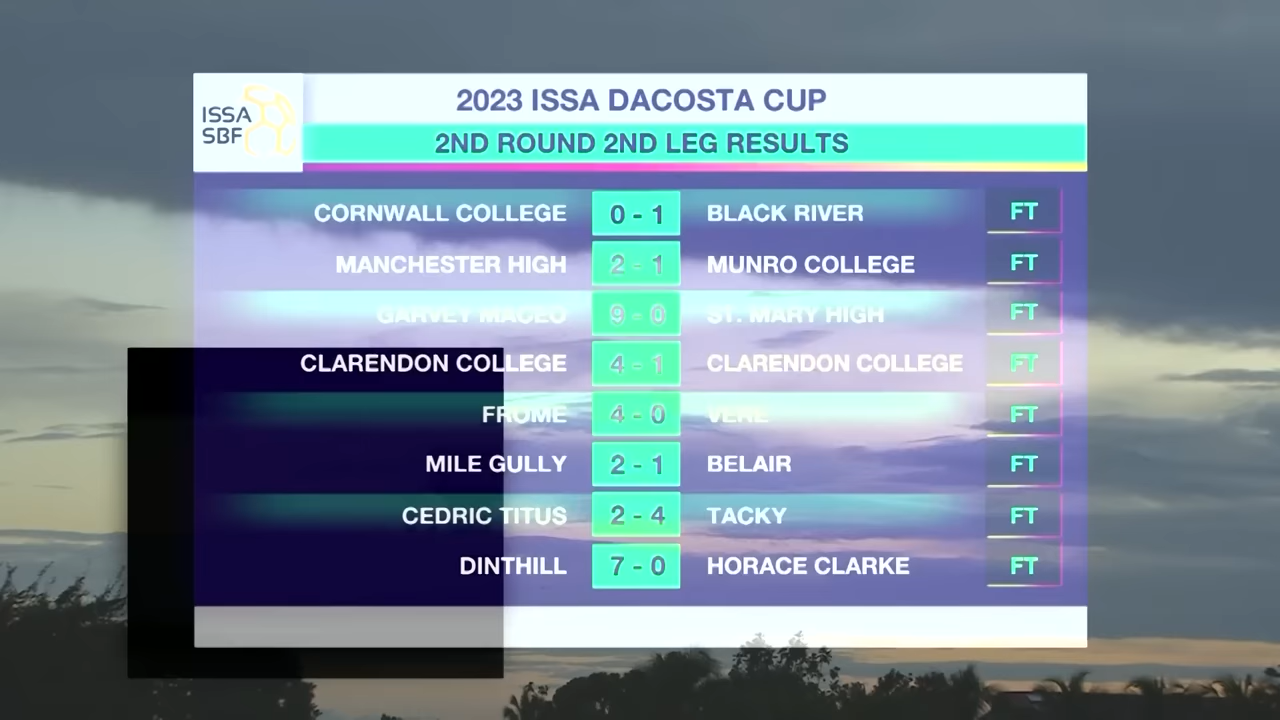 ISSA
SBF
2023 ISSA DACOSTA CUP
2ND ROUND 2ND LEG RESULTS
CORNWALL COLLEGE 0 - 1 BLACK RIVER FT
MANCHESTER HIGH 2 - 1 MUNRO COLLEGE FT
GARVEY MACEO 9 - 0 ST. MARY HIGH FT
CLARENDON COLLEGE 4 - 1 CLARENDON COLLEGE FT
FROME 4 - 0 VERE FT
MILE GULLY 2 - 1 BELAIR FT
CEDRIC TITUS 2 - 4 TACKY FT
DINTHILL 7 - 0 HORACE CLARKE FT